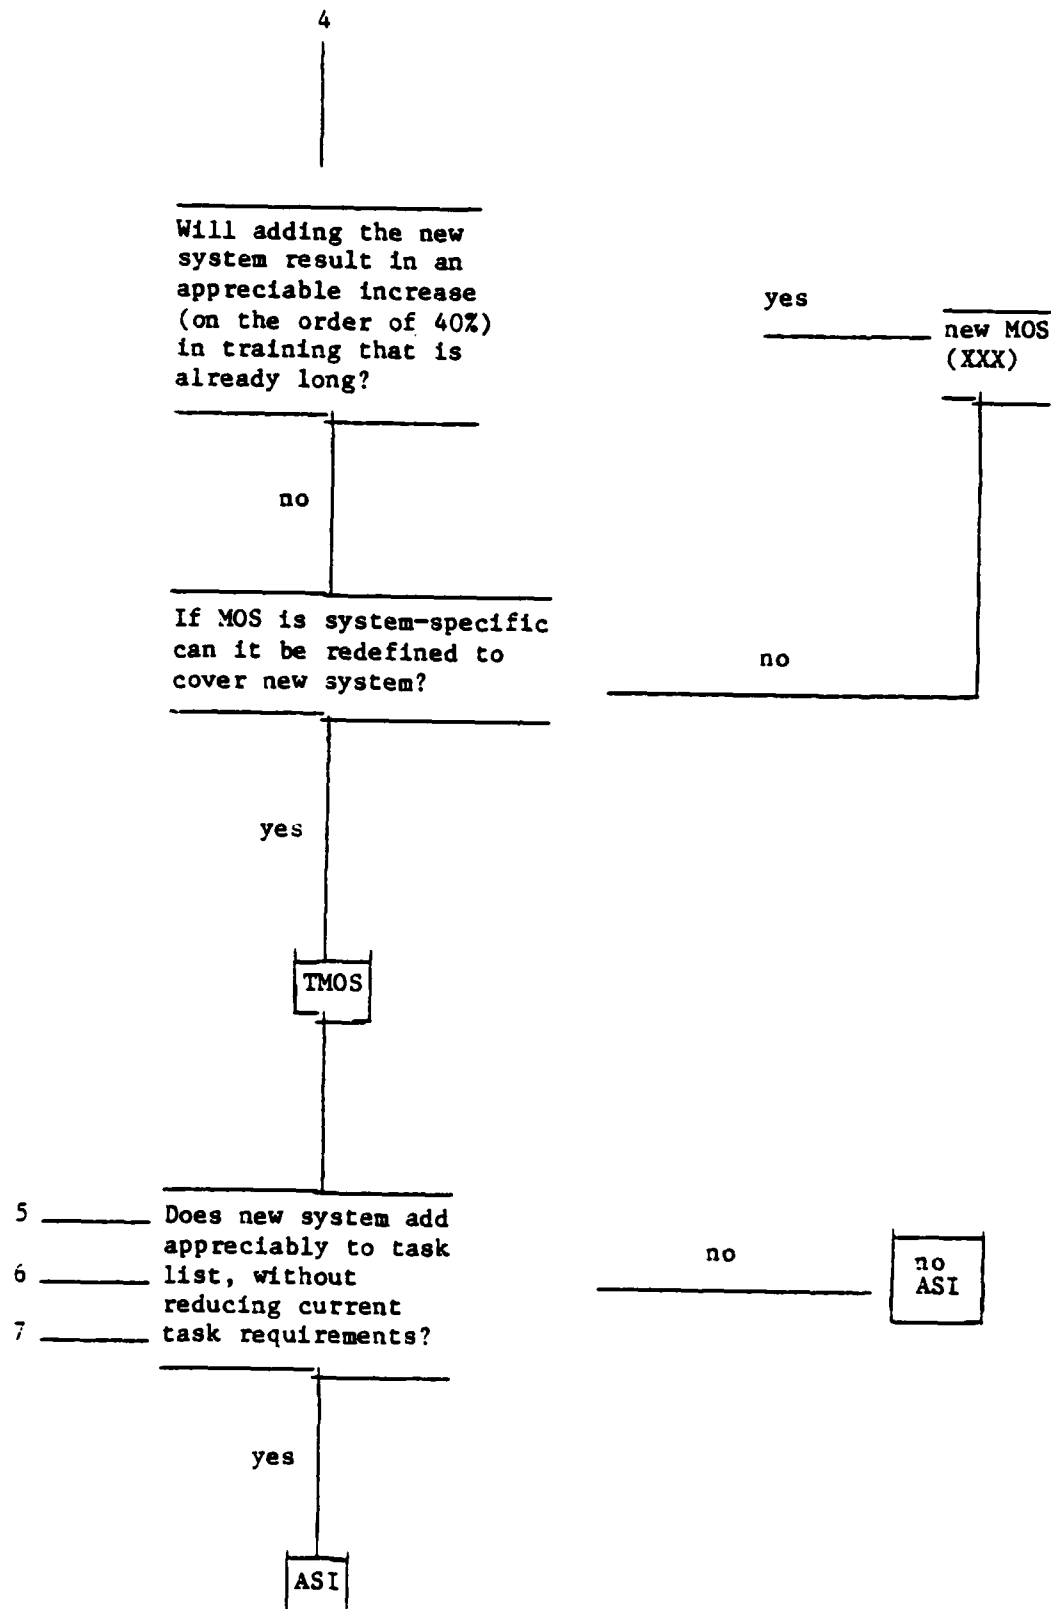 4
Will adding the new
system result in an
appreciable increase
(on the order of 40%)
in training that is
already long?
yes
new MOS
(XXX)
no
If MOS is system-specific
can it be redefined to
cover new system?
no
yes
TMOS
5 Does new system add
appreciably to task
6 list, without
reducing current
7 task requirements?
no
no
ASI
yes
ASI